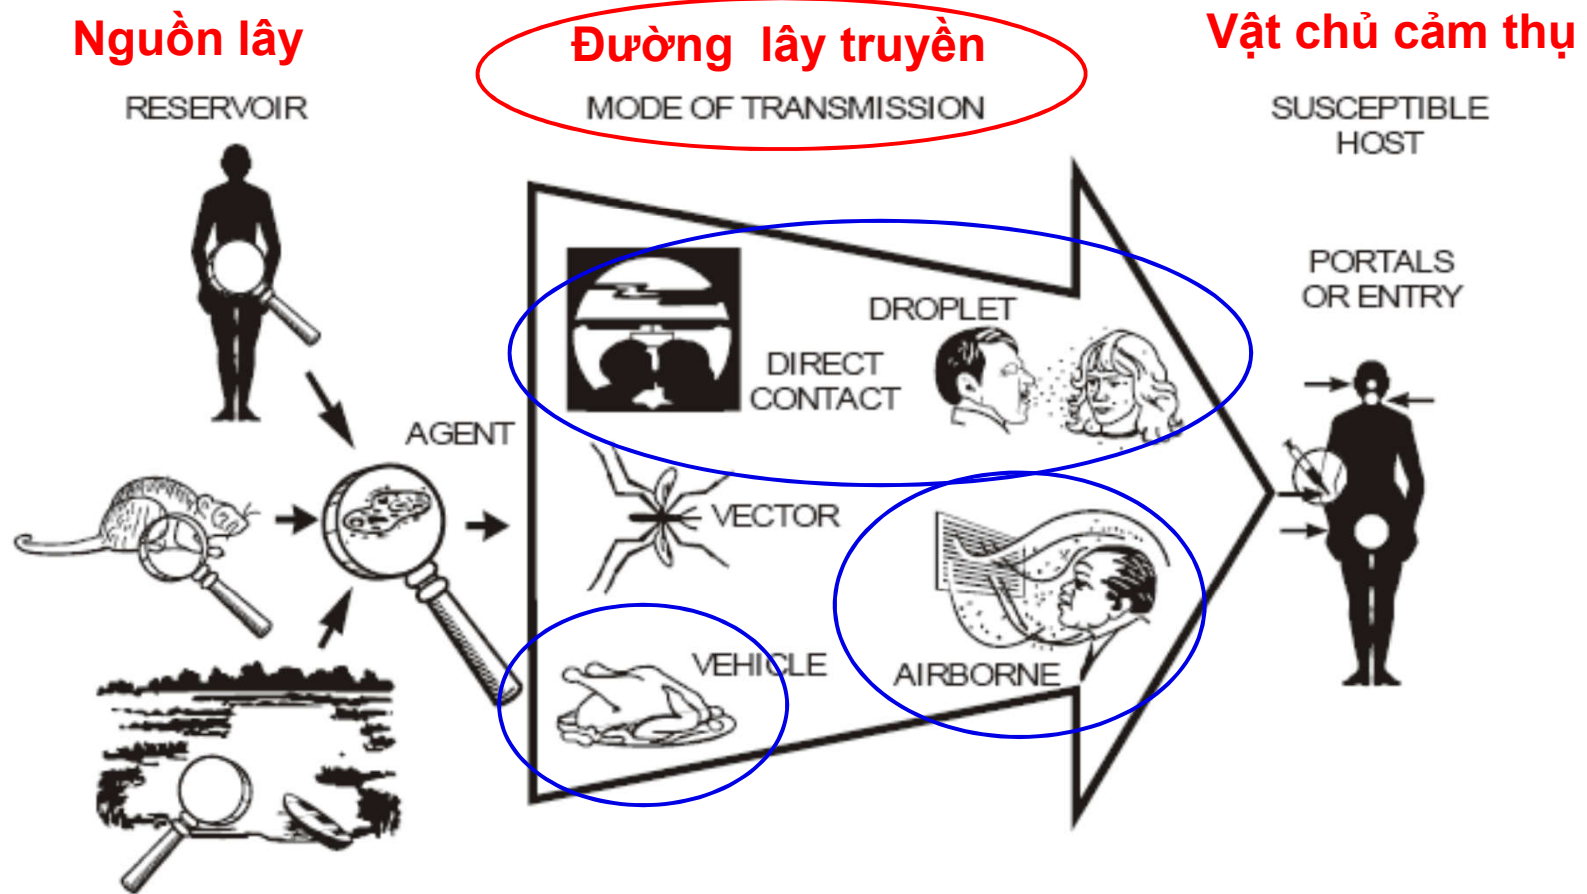 Nguồn lây
Đường lây truyền
Vật chủ cảm thụ
RESERVOIR
MODE OF TRANSMISSION
SUSCEPTIBLE
HOST
PORTALS
OR ENTRY
DROPLET
DIRECT
CONTACT
AGENT
VECTOR
VEHICLE
AIRBORNE